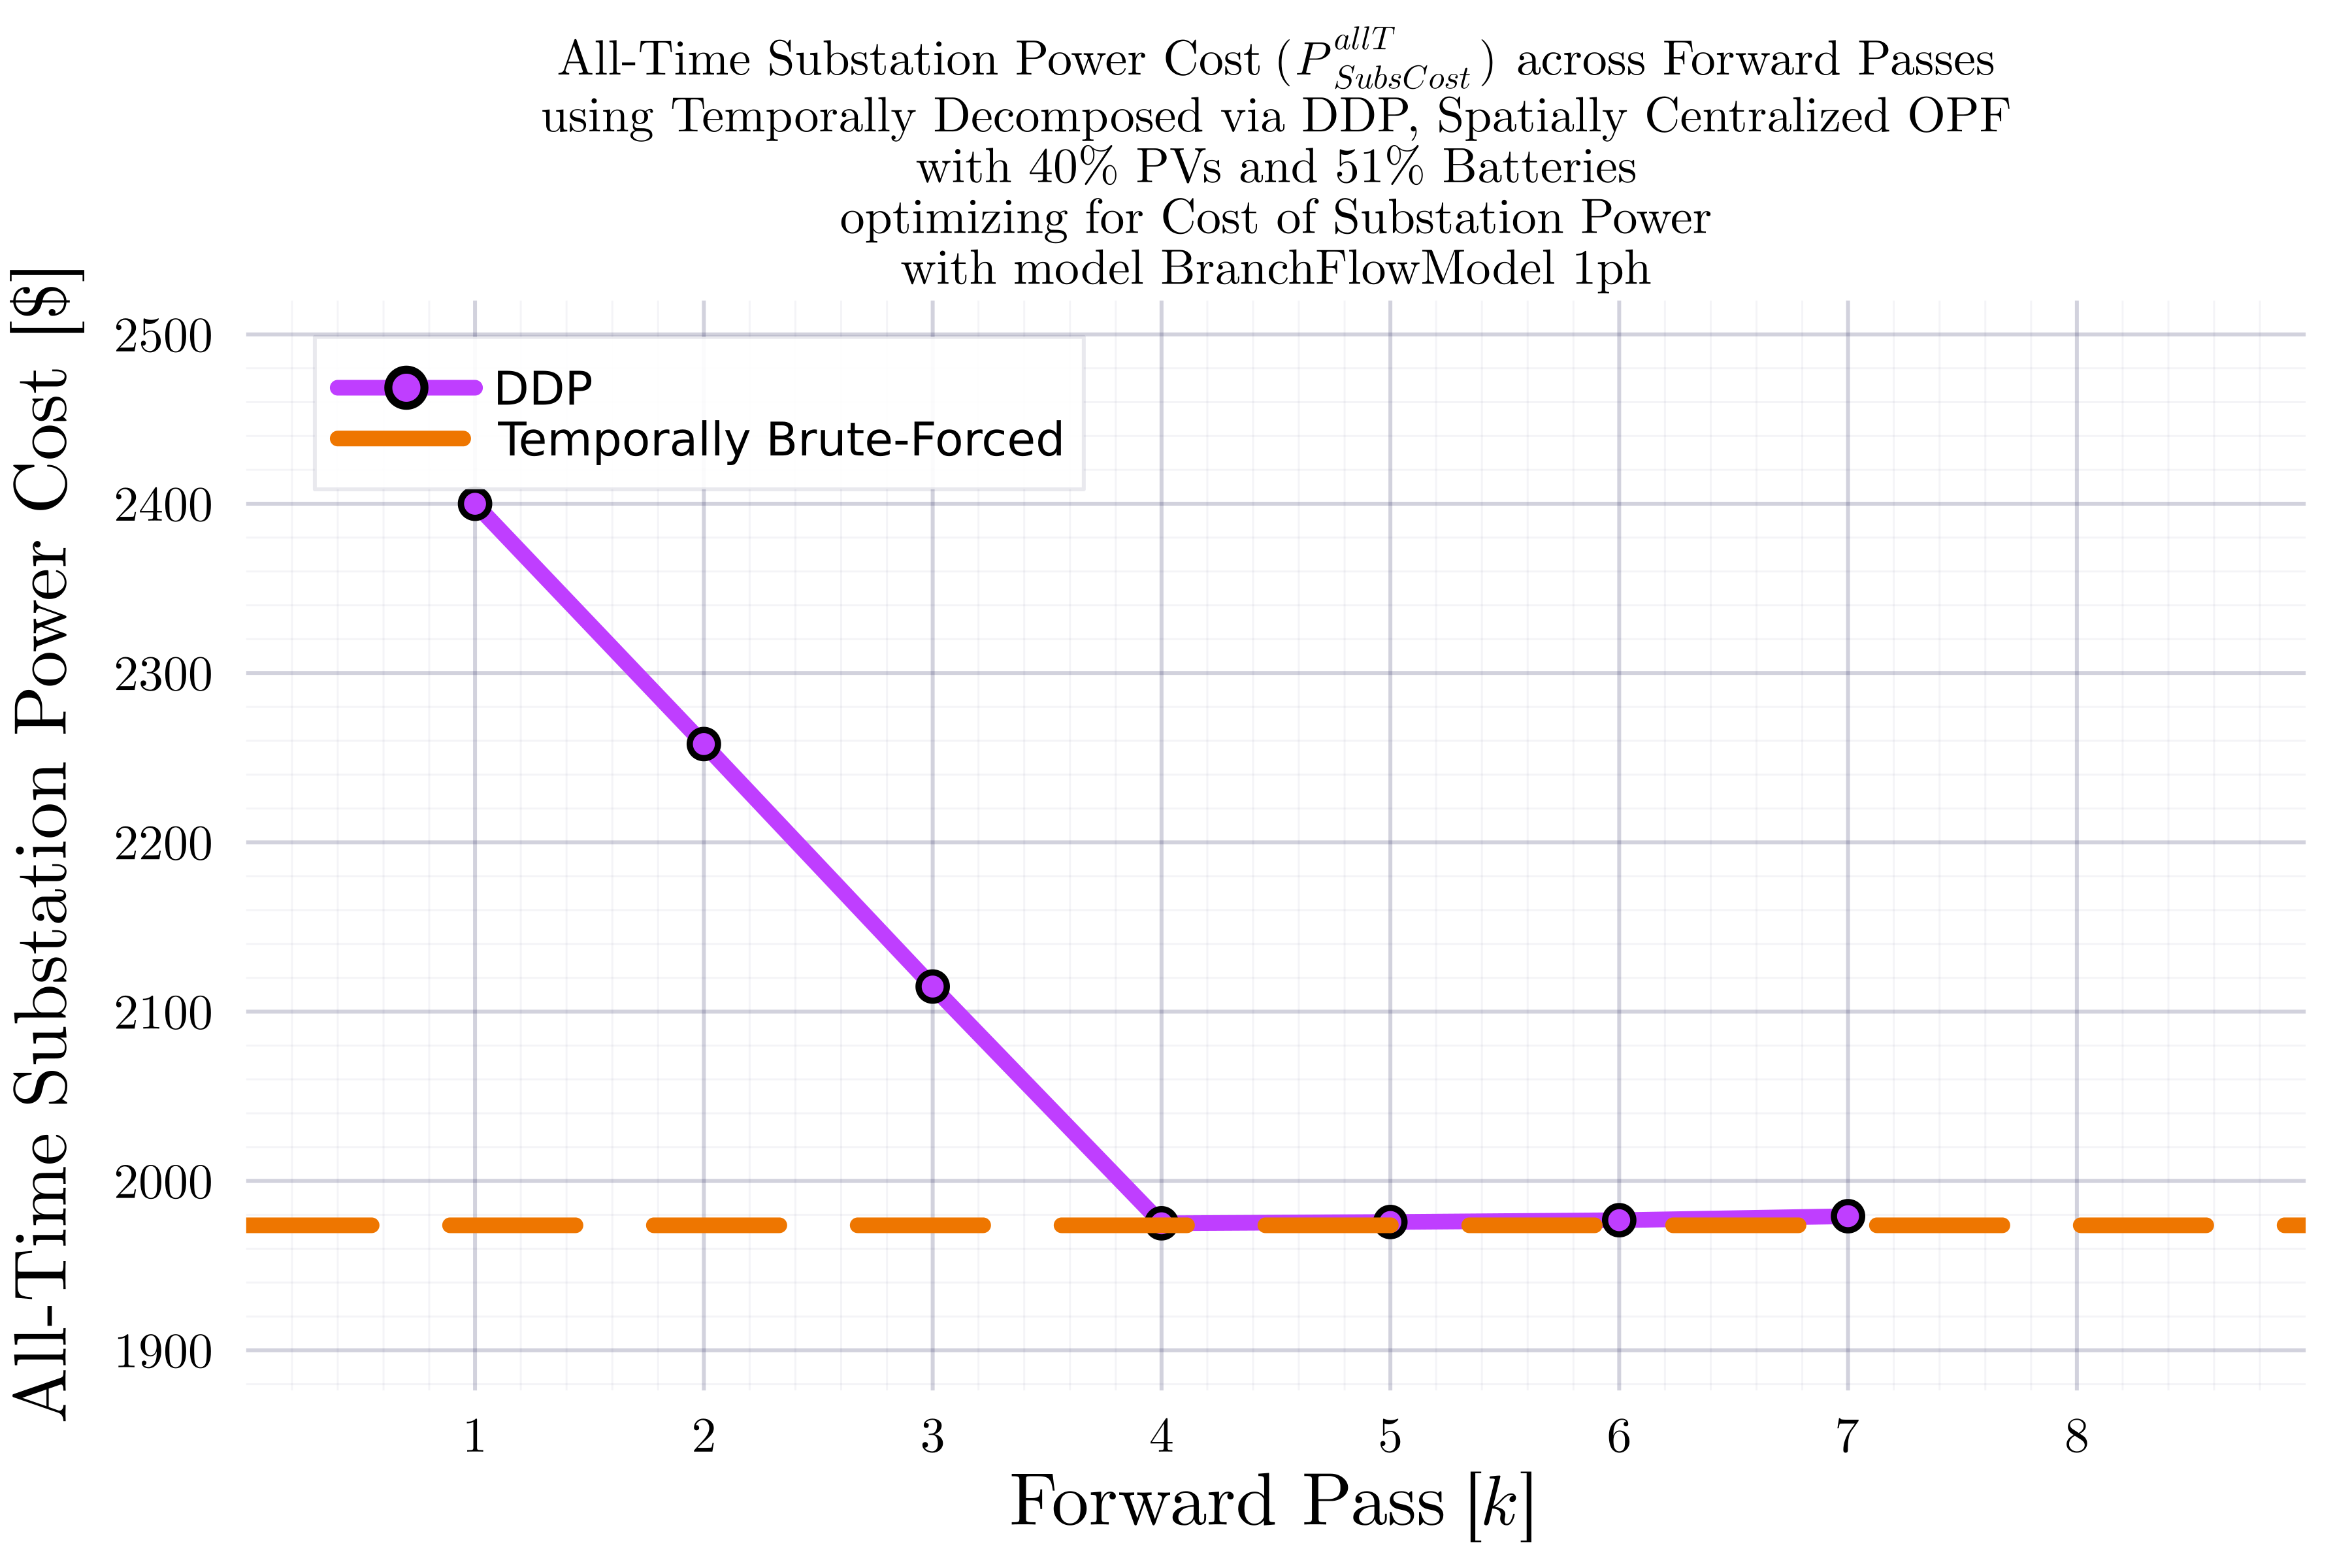 All-Time Substation Power Cost (P^{allT}_{SubsCost}) across Forward Passes
using Temporally Decomposed via DDP, Spatially Centralized OPF
with 40% PVs and 51% Batteries
optimizing for Cost of Substation Power
with model BranchFlowModel 1ph
All-Time Substation Power Cost [$]
2500
2400
2300
2200
2100
2000
1900
DDP
Temporally Brute-Forced
1 2 3 4 5 6 7 8
Forward Pass [k]